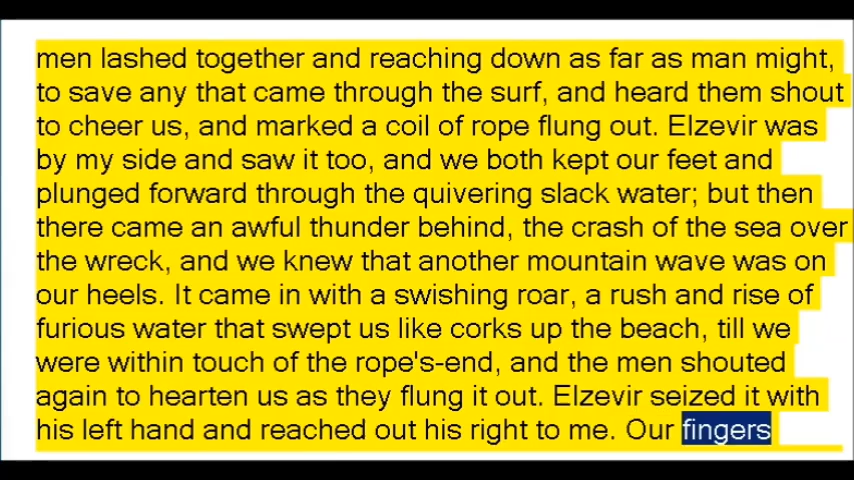 men lashed together and reaching down as far as man might,
to save any that came through the surf, and heard them shout
to cheer us, and marked a coil of rope flung out. Elzevir was
by my side and saw it too, and we both kept our feet and
plunged forward through the quivering slack water; but then
there came an awful thunder behind, the crash of the sea over
the wreck, and we knew that another mountain wave was on
our heels. It came in with a swishing roar, a rush and rise of
furious water that swept us like corks up the beach, till we
were within touch of the rope's-end, and the men shouted
again to hearten us as they flung it out. Elzevir seized it with
his left hand and reached out his right to me. Our fingers